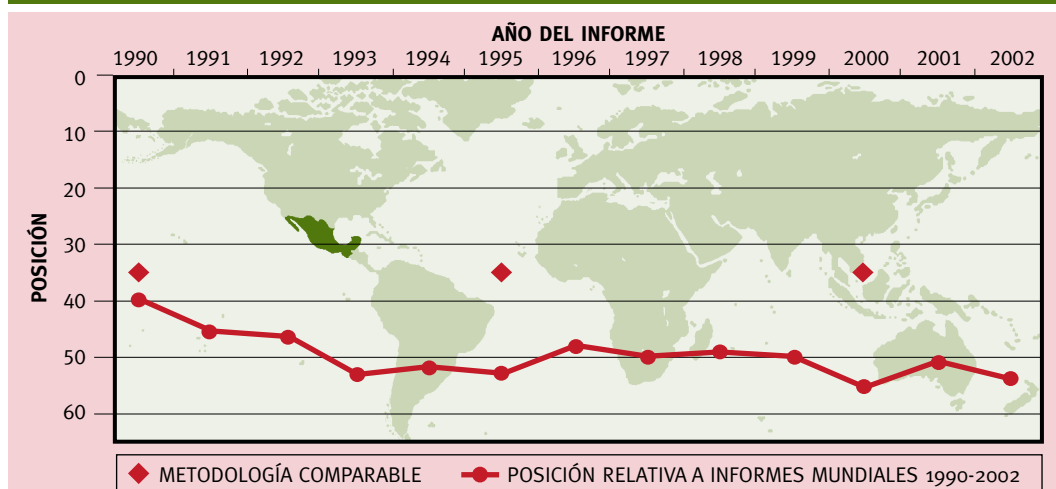 AÑO DEL INFORME
1990 1991 1992 1993 1994 1995 1996 1997 1998 1999 2000 2001 2002
POSICIÓN
0
10
20
30
40
50
60
METODOLOGÍA COMPARABLE POSICIÓN RELATIVA A INFORMES MUNDIALES 1990-2002